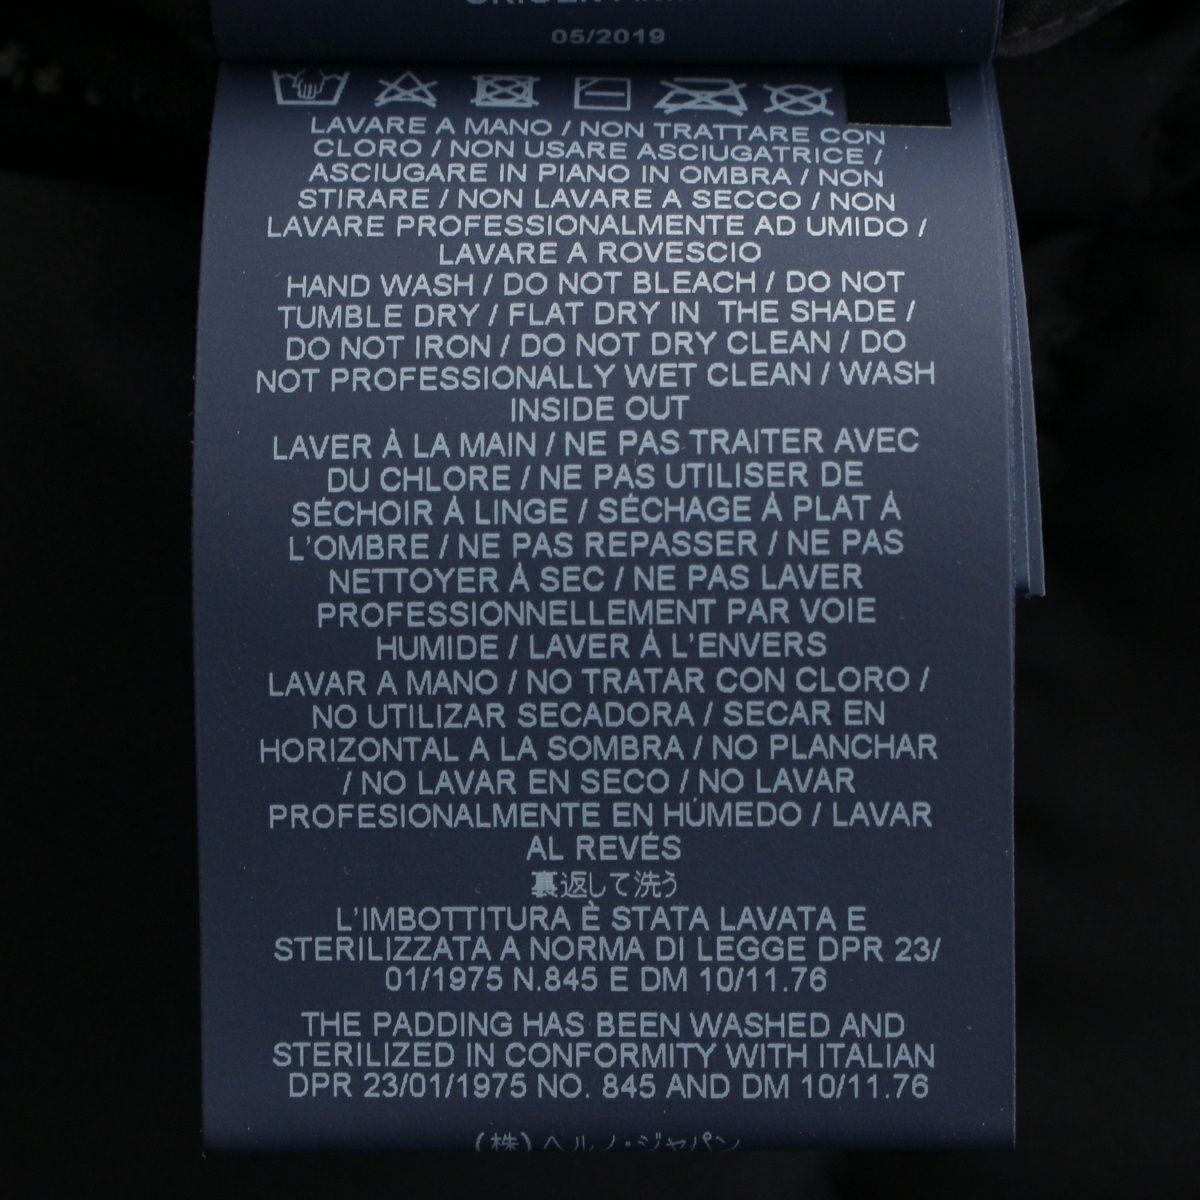 05/2019
LAVARE A MANO / NON TRATTARE CON
CLORO / NON USARE ASCIUGATRICE /
ASCIUGARE IN PIANO IN OMBRA / NON
STIRARE / NON LAVARE A SECCO / NON
LAVARE PROFESSIONALMENTE AD UMIDO /
LAVARE A ROVESCIO
HAND WASH / DO NOT BLEACH / DO NOT
TUMBLE DRY / FLAT DRY IN THE SHADE /
DO NOT IRON / DO NOT DRY CLEAN / DO
NOT PROFESSIONALLY WET CLEAN / WASH
INSIDE OUT
LAVER À LA MAIN / NE PAS TRAITER AVEC
DU CHLORE / NE PAS UTILISER DE
SÉCHOIR À LINGE / SÉCHAGE À PLAT À
L'OMBRE / NE PAS REPASSER / NE PAS
NETTOYER À SEC / NE PAS LAVER
PROFESSIONNELLEMENT PAR VOIE
HUMIDE / LAVER À L'ENVERS
LAVAR A MANO / NO TRATAR CON CLORO /
NO UTILIZAR SECADORA / SECAR EN
HORIZONTAL A LA SOMBRA / NO PLANCHAR
/ NO LAVAR EN SECO / NO LAVAR
PROFESIONALMENTE EN HÚMEDO / LAVAR
AL REVÉS
裏返して洗う
L'IMBOTTITURA È STATA LAVATA E
STERILIZZATA A NORMA DI LEGGE DPR 23/
01/1975 N.845 E DM 10/11.76
THE PADDING HAS BEEN WASHED AND
STERILIZED IN CONFORMITY WITH ITALIAN
DPR 23/01/1975 NO. 845 AND DM 10/11.76
(株)ヘルノ・ジャパン